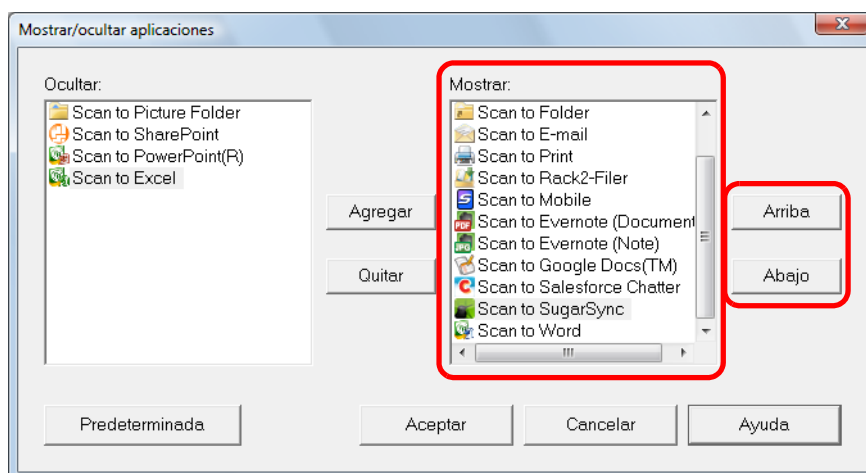 Mostrar/ocultar aplicaciones
Ocultar:
Scan to Picture Folder
Scan to SharePoint
Scan to PowerPoint(R)
Scan to Excel
Agregar
Quitar
Mostrar:
Scan to Folder
Scan to E-mail
Scan to Print
Scan to Rack2-Filer
Scan to Mobile
Scan to Evernote (Document
Scan to Evernote (Note)
Scan to Google Docs(TM)
Scan to Salesforce Chatter
Scan to SugarSync
Scan to Word
Arriba
Abajo
Predeterminada
Aceptar
Cancelar
Ayuda